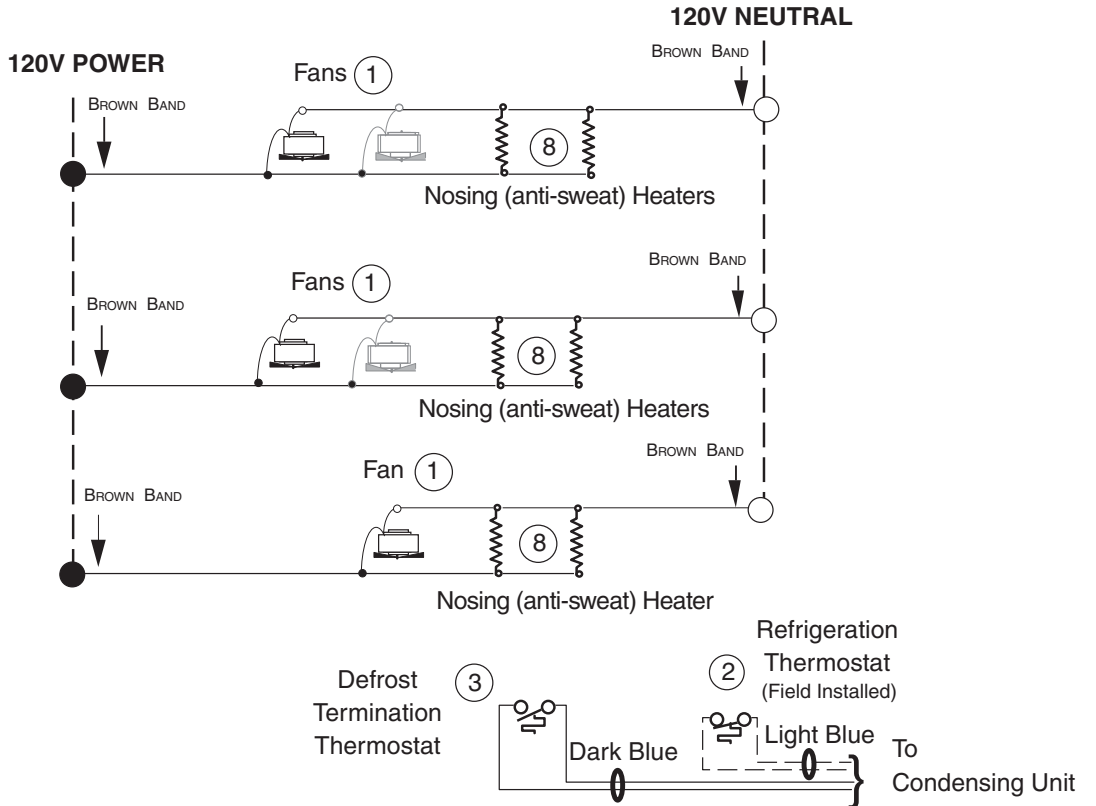 120V NEUTRAL
120V POWER
BROWN BAND
BROWN BAND
Fans 1
8
Nosing (anti-sweat) Heaters
BROWN BAND
BROWN BAND
Fans 1
8
Nosing (anti-sweat) Heaters
BROWN BAND
BROWN BAND
Fan 1
8
Nosing (anti-sweat) Heater
Defrost
Termination
Thermostat
3
Dark Blue
2
Refrigeration
Thermostat
(Field Installed)
Light Blue
To
Condensing Unit